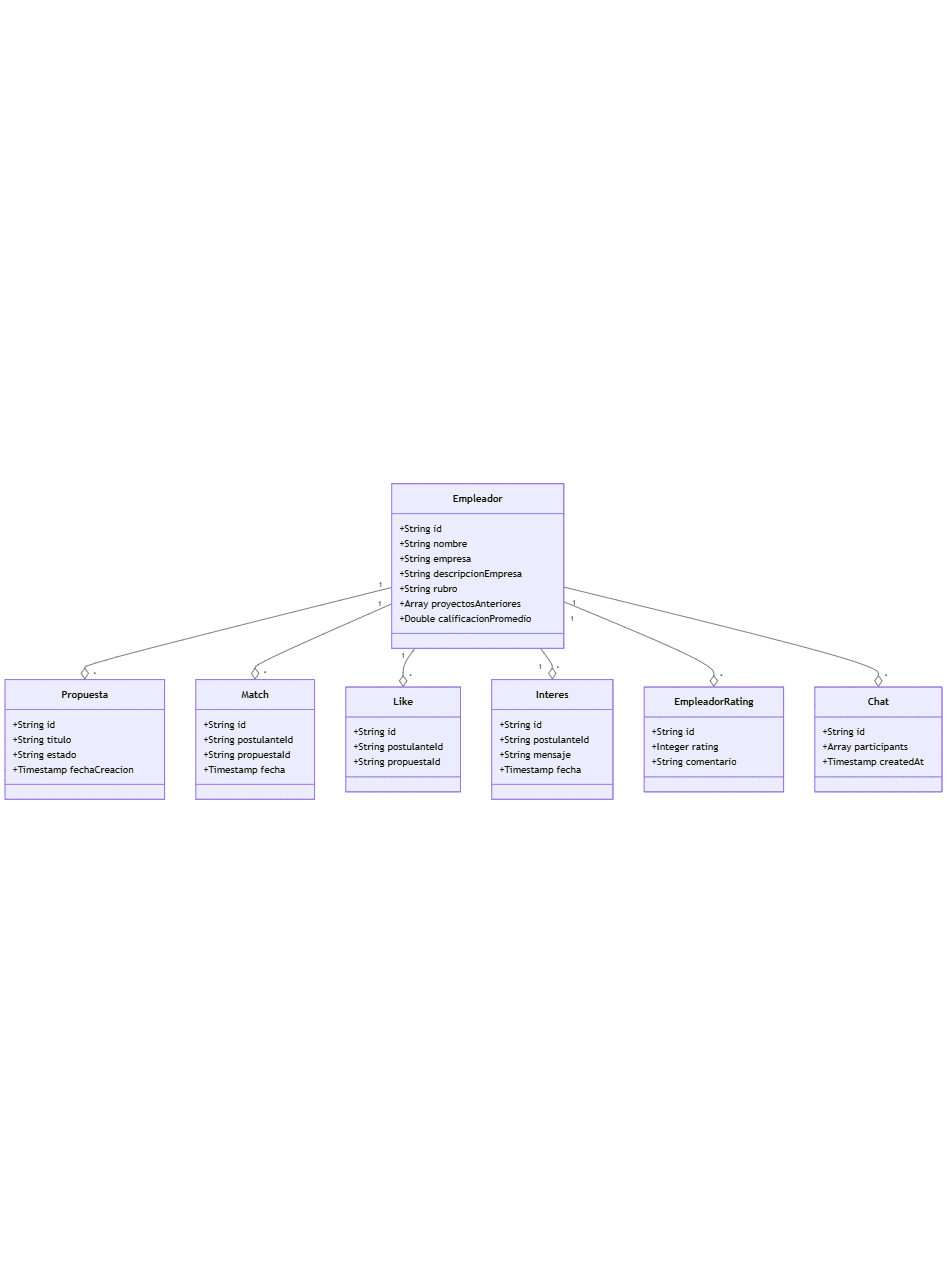 Empleador
+String id
+String nombre
+String empresa
+String descripcionEmpresa
+String rubro
+Array proyectosAnteriores
+Double calificacionPromedio
1
1
1
1
1
1
*
*
*
*
*
*
Propuesta
+String id
+String titulo
+String estado
+Timestamp fechaCreacion
Match
+String id
+String postulanteId
+String propuestaId
+Timestamp fecha
Like
+String id
+String postulanteId
+String propuestaId
Interes
+String id
+String postulanteId
+String mensaje
+Timestamp fecha
EmpleadorRating
+String id
+Integer rating
+String comentario
Chat
+String id
+Array participants
+Timestamp createdAt